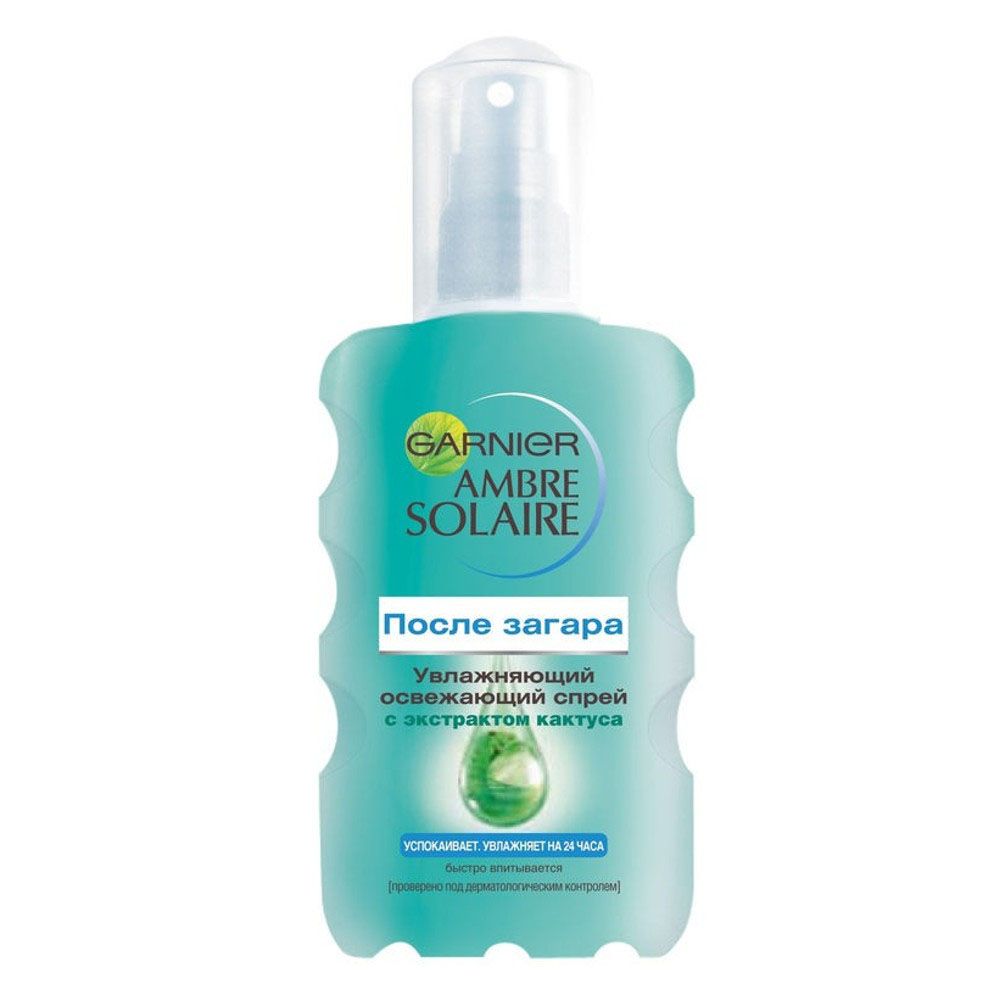 GARNIER
AMBRE
SOLAIRE
После загара
Увлажняющий
освежающий спрей
с экстрактом кактуса
УСПОКАИВАЕТ. УВЛАЖНЯЕТ НА 24 ЧАСА
быстро впитывается
[проверено под дерматологическим контролем]